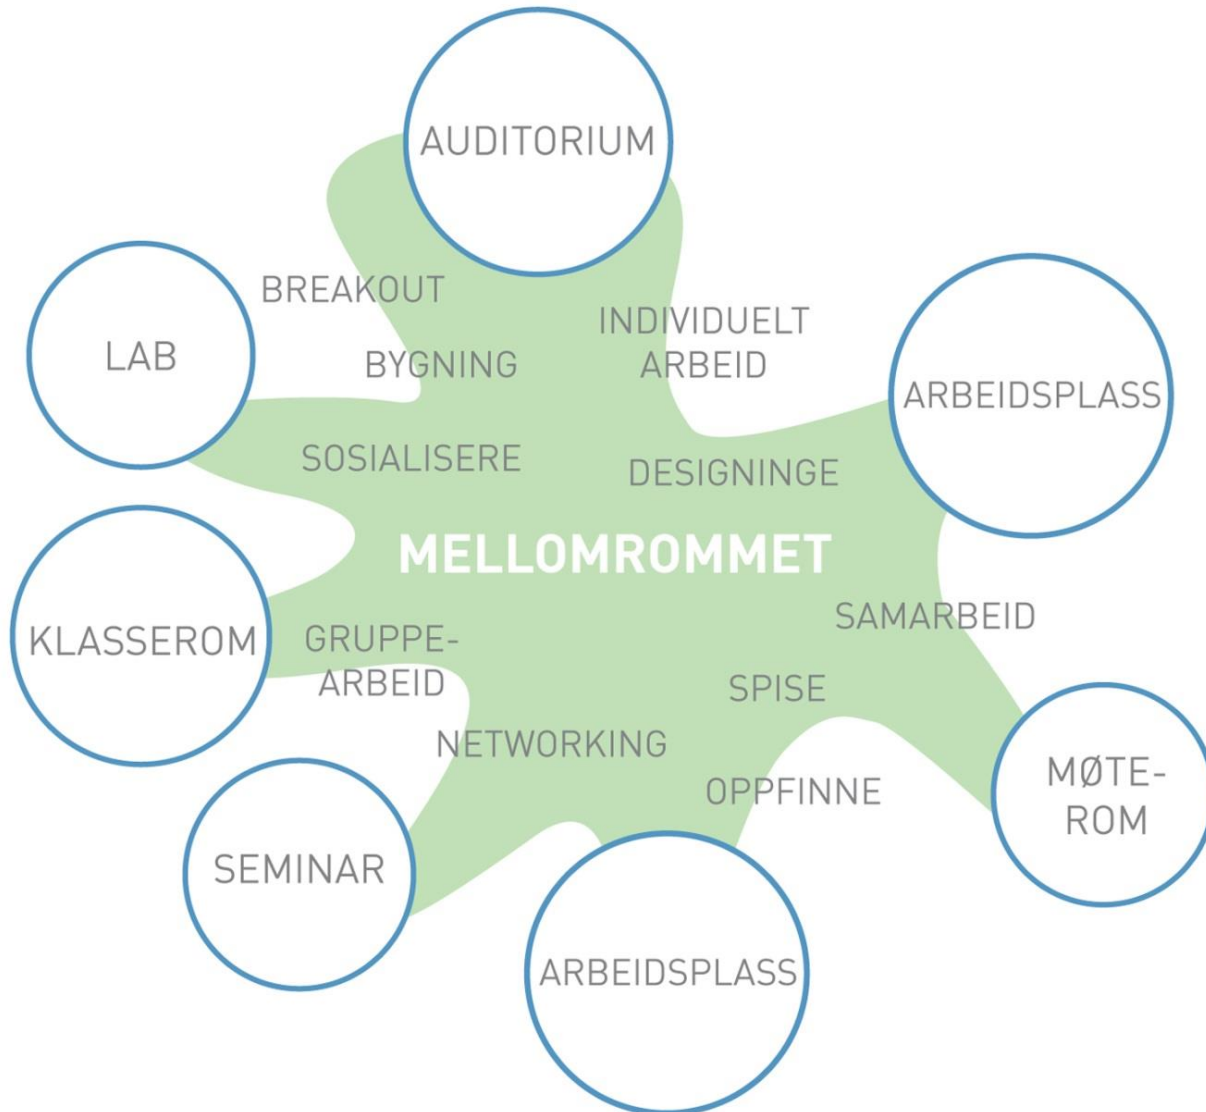 AUDITORIUM
BREAKOUT
INDIVIDUELT
ARBEID
LAB
BYGNING
ARBEIDSPLASS
SOSIALISERE
DESIGNINGE
MELLOMROMMET
KLASSEROM
GRUPPE-
ARBEID
SAMARBEID
SPISE
NETWORKING
OPPFINNE
MØTE-
ROM
SEMINAR
ARBEIDSPLASS